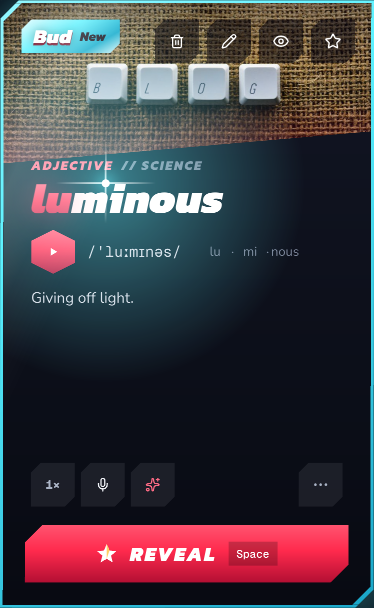 Bud New
B L O G
ADJECTIVE // SCIENCE
luminous
/ˈluːmɪnəs/ lu · mi · nous
Giving off light.
1×
REVEAL Space